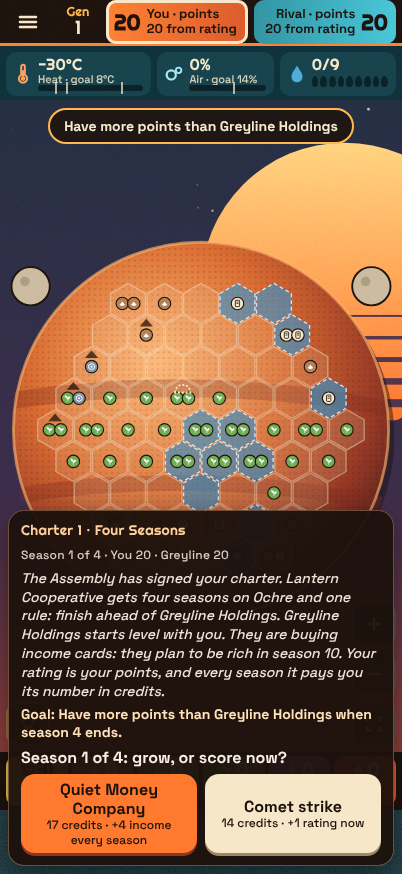 Gen
1
20
You · points
20 from rating
Rival · points
20 from rating
20
-30°C
Heat · goal 8°C
0%
Air · goal 14%
0/9
Have more points than Greyline Holdings
Charter 1 · Four Seasons
Season 1 of 4 · You 20 · Greyline 20
The Assembly has signed your charter. Lantern
Cooperative gets four seasons on Ochre and one
rule: finish ahead of Greyline Holdings. Greyline
Holdings starts level with you. They are buying
income cards: they plan to be rich in season 10. Your
rating is your points, and every season it pays you
its number in credits.
Goal: Have more points than Greyline Holdings when
season 4 ends.
Season 1 of 4: grow, or score now?
Quiet Money
Company
17 credits · +4 income
every season
Comet strike
14 credits · +1 rating now